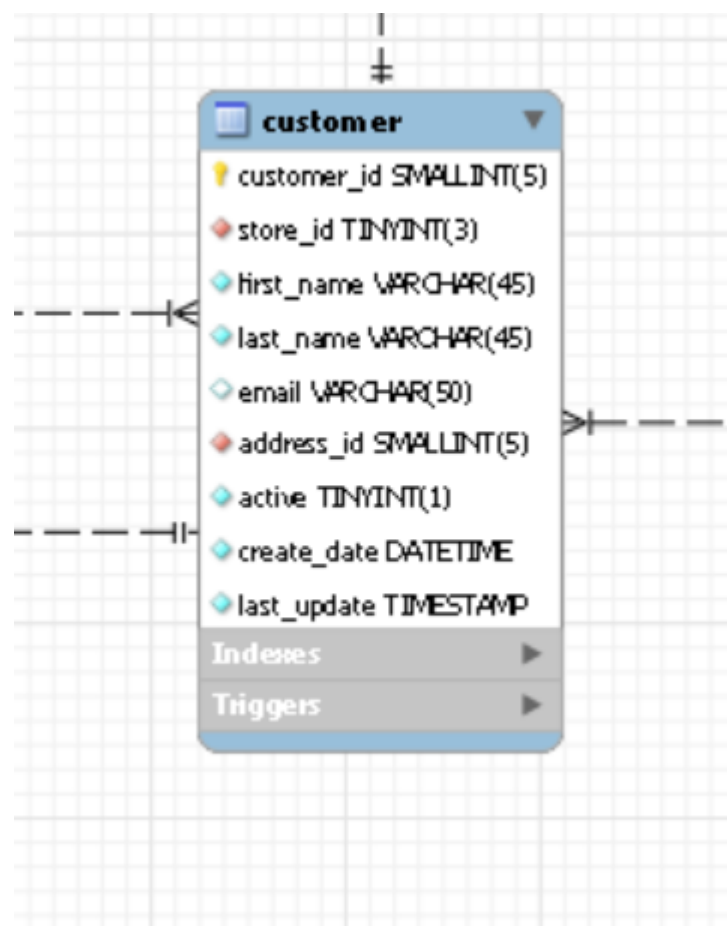 customer
customer_id SMALLINT(5)
store_id TINYINT(3)
first_name VARCHAR(45)
last_name VARCHAR(45)
email VARCHAR(50)
address_id SMALLINT(5)
active TINYINT(1)
create_date DATETIME
last_update TIMESTAMP
Indexes
Triggers